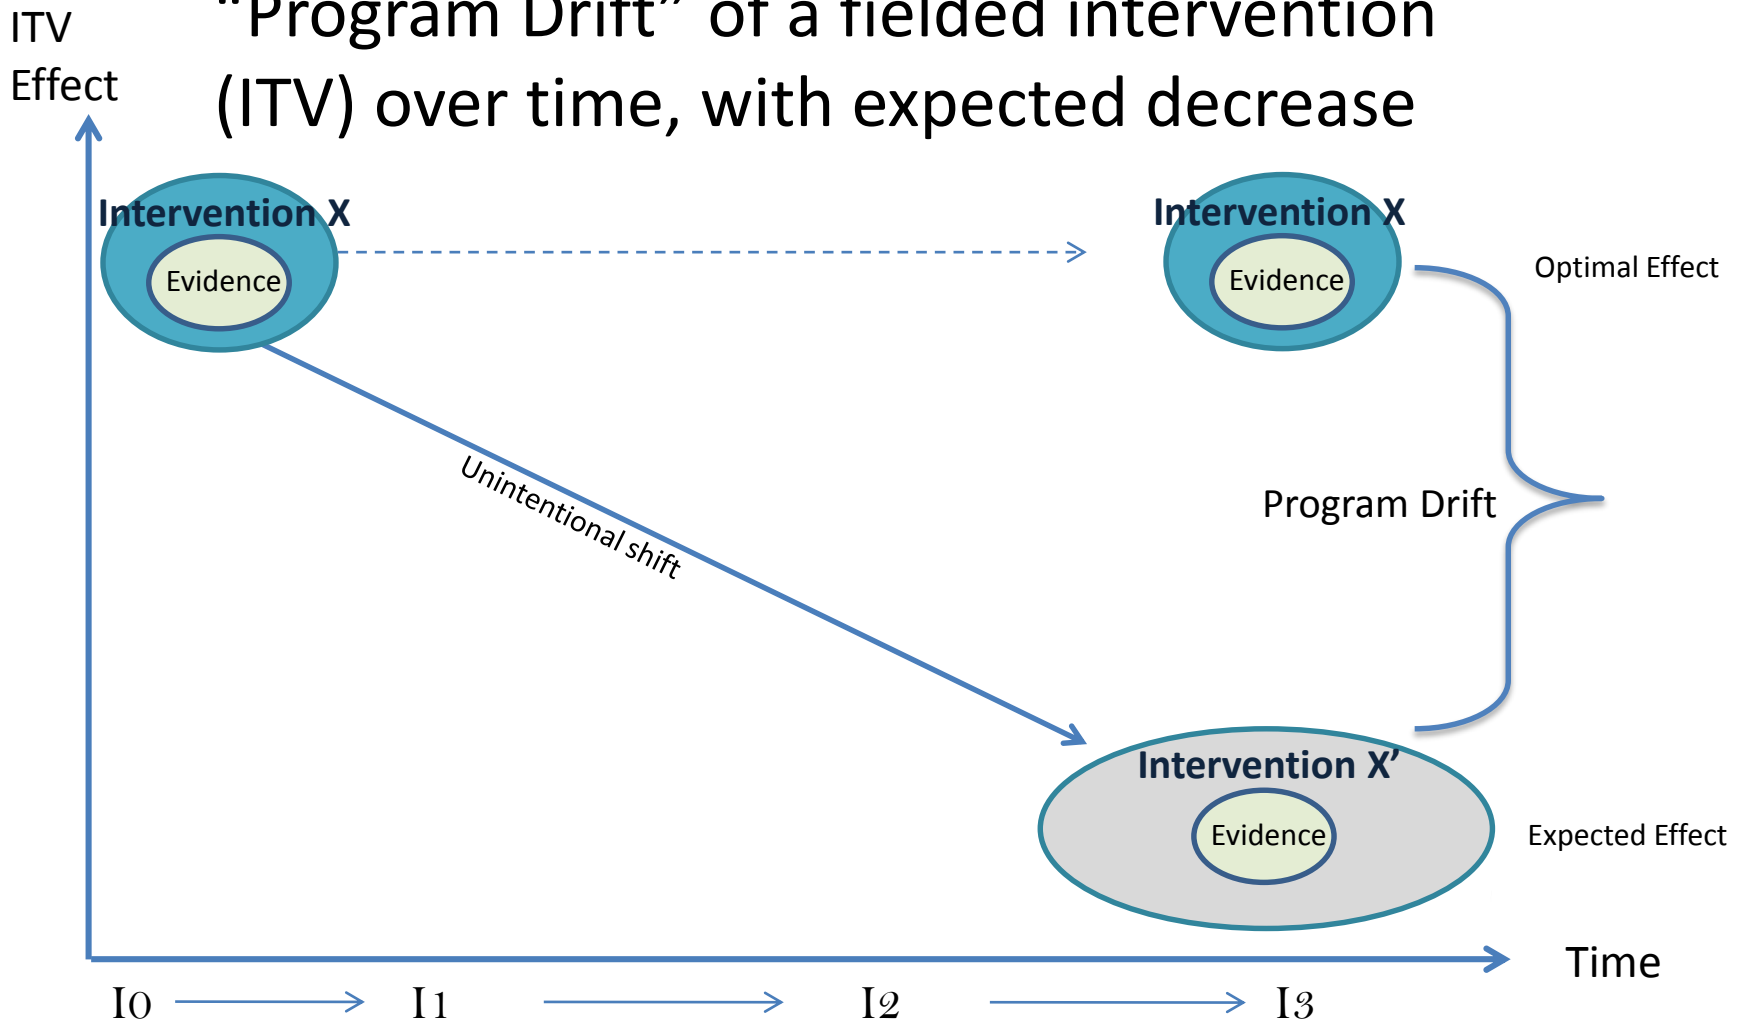 ITV
Effect
“Program Drift” of a fielded intervention
(ITV) over time, with expected decrease
Intervention X
Evidence
Intervention X
Evidence
Optimal Effect
Unintentional shift
Program Drift
Intervention X’
Evidence
Expected Effect
Time
I0
I1
I2
I3